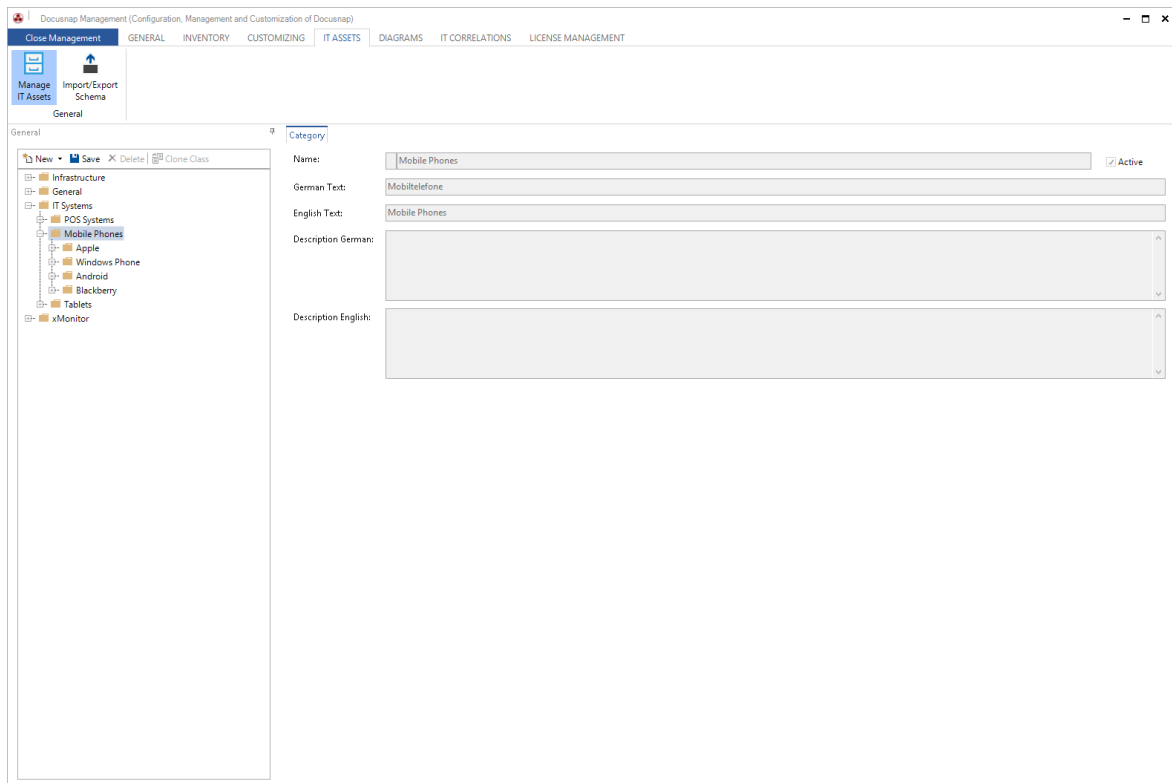 Docusnap Management (Configuration, Management and Customization of Docusnap)
Close Management GENERAL INVENTORY CUSTOMIZING IT ASSETS DIAGRAMS IT CORRELATIONS LICENSE MANAGEMENT
Manage IT Assets
Import/Export Schema
General
General
New Save Delete Clone Class
Infrastructure
General
IT Systems
POS Systems
Mobile Phones
Apple
Windows Phone
Android
Blackberry
Tablets
xMonitor
Category
Name: Mobile Phones Active
German Text: Mobiltelefone
English Text: Mobile Phones
Description German:
Description English: